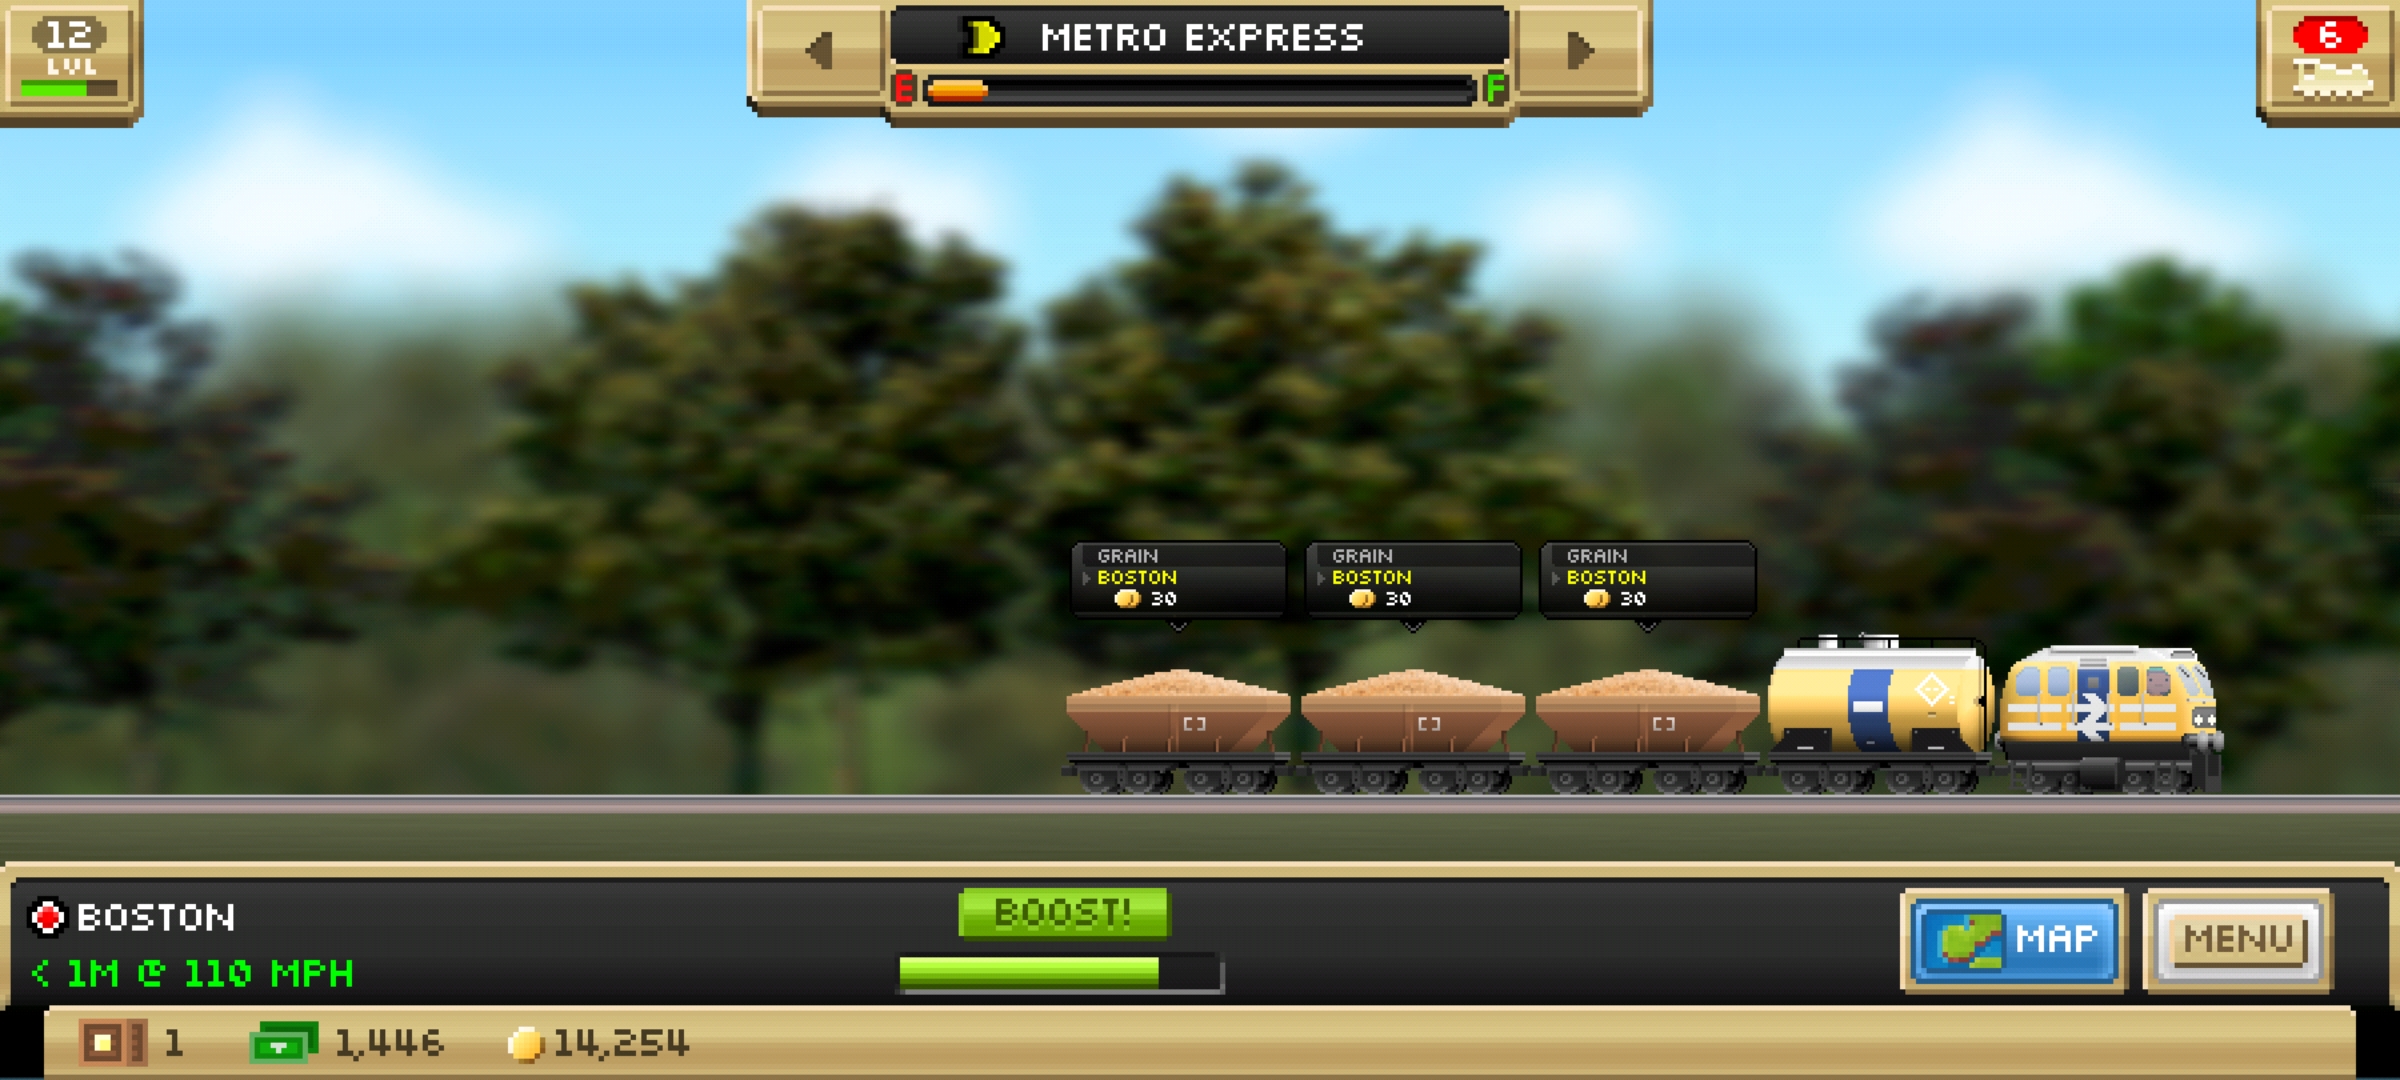 12
LVL
METRO EXPRESS
E
F
6
GRAIN
BOSTON
30
GRAIN
BOSTON
30
GRAIN
BOSTON
30
BOSTON
< 1M @ 110 MPH
BOOST!
MAP
MENU
1
1,446
14,254